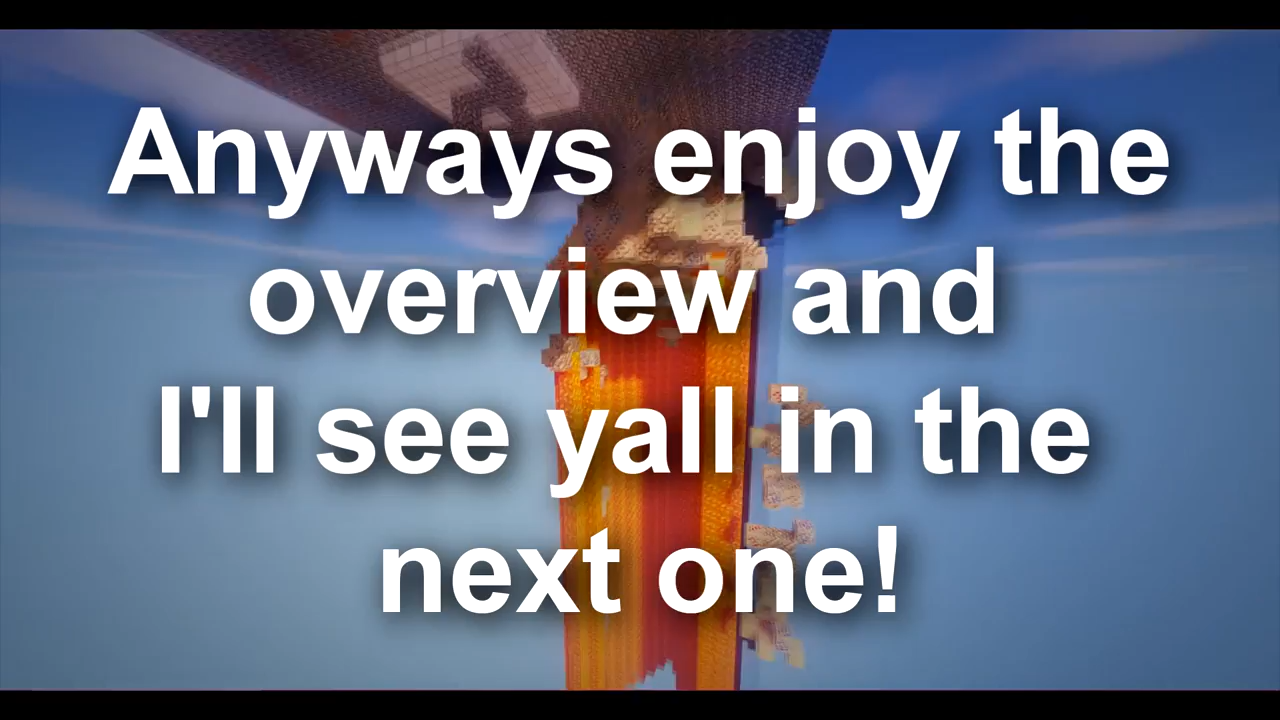 Anyways enjoy the
overview and
I'll see yall in the
next one!